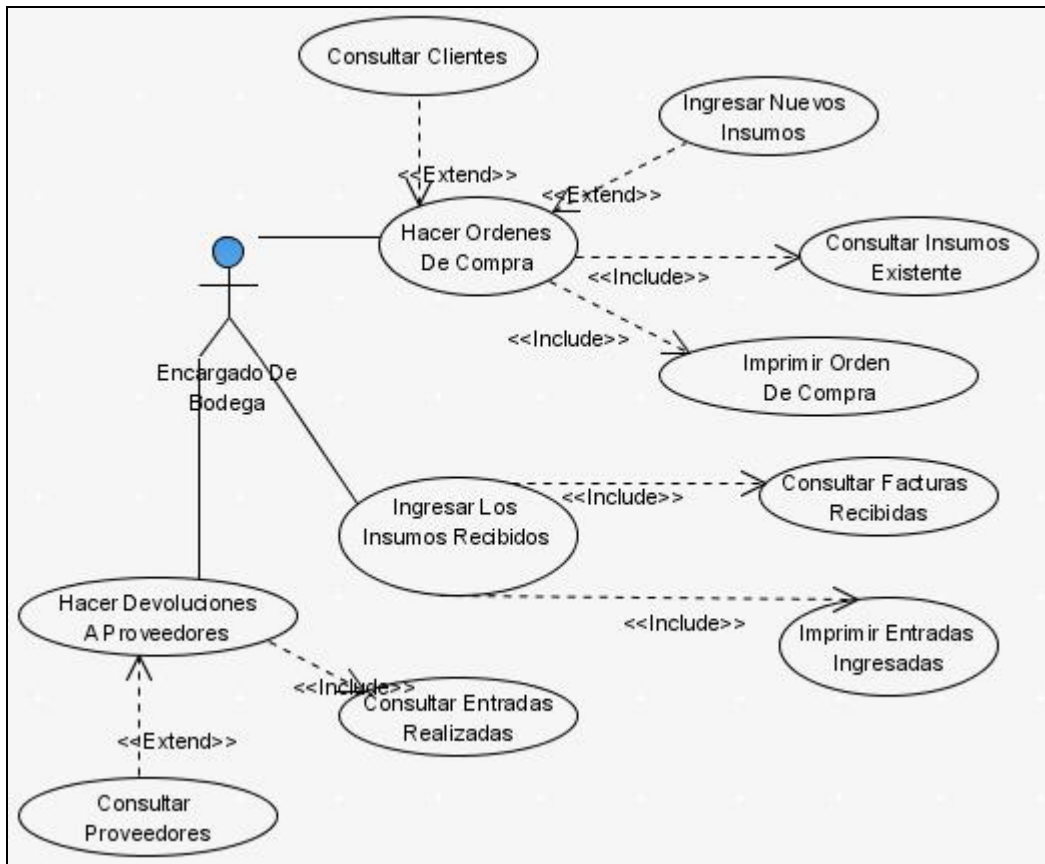 Consultar Clientes
Ingresar Nuevos
Insumos
<<Extend>>
<<Extend>>
Hacer Ordenes
De Compra
Consultar Insumos
Existente
<<Include>>
<<Include>>
Imprimir Orden
De Compra
Encargado De
Bodega
Ingresar Los
Insumos Recibidos
<<Include>>
Consultar Facturas
Recibidas
Hacer Devoluciones
A Proveedores
<<Include>>
Imprimir Entradas
Ingresadas
<<Include>>
Consultar Entradas
Realizadas
<<Extend>>
Consultar
Proveedores